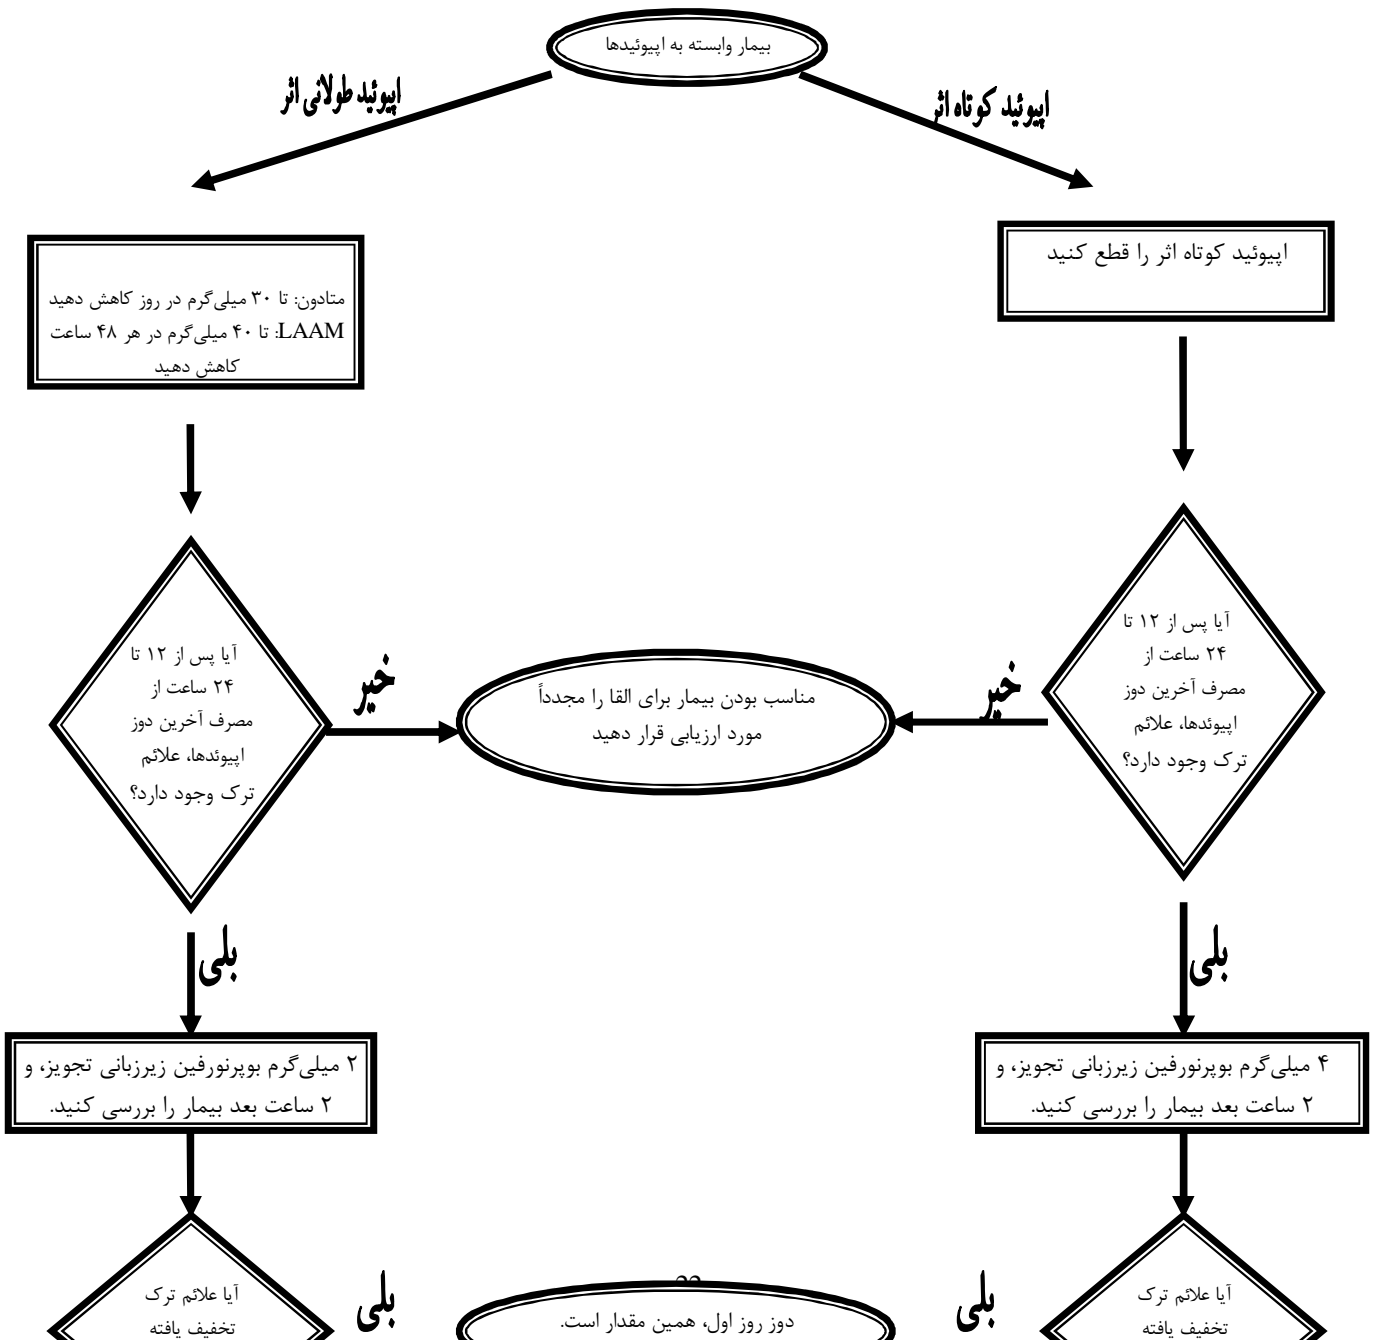 بیمار وابسته به اپیوئیدها
اپیوئید کوتاه اثر
اپیوئید طولانی اثر
اپیوئید کوتاه اثر را قطع کنید
متادون: تا ۳۰ میلی‌گرم در روز کاهش دهید
LAAM: تا ۴۰ میلی‌گرم در هر ۴۸ ساعت
کاهش دهید
آیا پس از ۱۲ تا
۲۴ ساعت از
مصرف آخرین دوز
اپیوئدها، علائم
ترک وجود دارد؟
خیر
مناسب بودن بیمار برای القا را مجدداً
مورد ارزیابی قرار دهید
خیر
آیا پس از ۱۲ تا
۲۴ ساعت از
مصرف آخرین دوز
اپیوئدها، علائم
ترک وجود دارد؟
بلی
بلی
۴ میلی‌گرم بوپرنورفین زیرزبانی تجویز، و
۲ ساعت بعد بیمار را بررسی کنید.
۲ میلی‌گرم بوپرنورفین زیرزبانی تجویز، و
۲ ساعت بعد بیمار را بررسی کنید.
آیا علائم ترک
تخفیف یافته
بلی
دوز روز اول، همین مقدار است.
بلی
آیا علائم ترک
تخفیف یافته